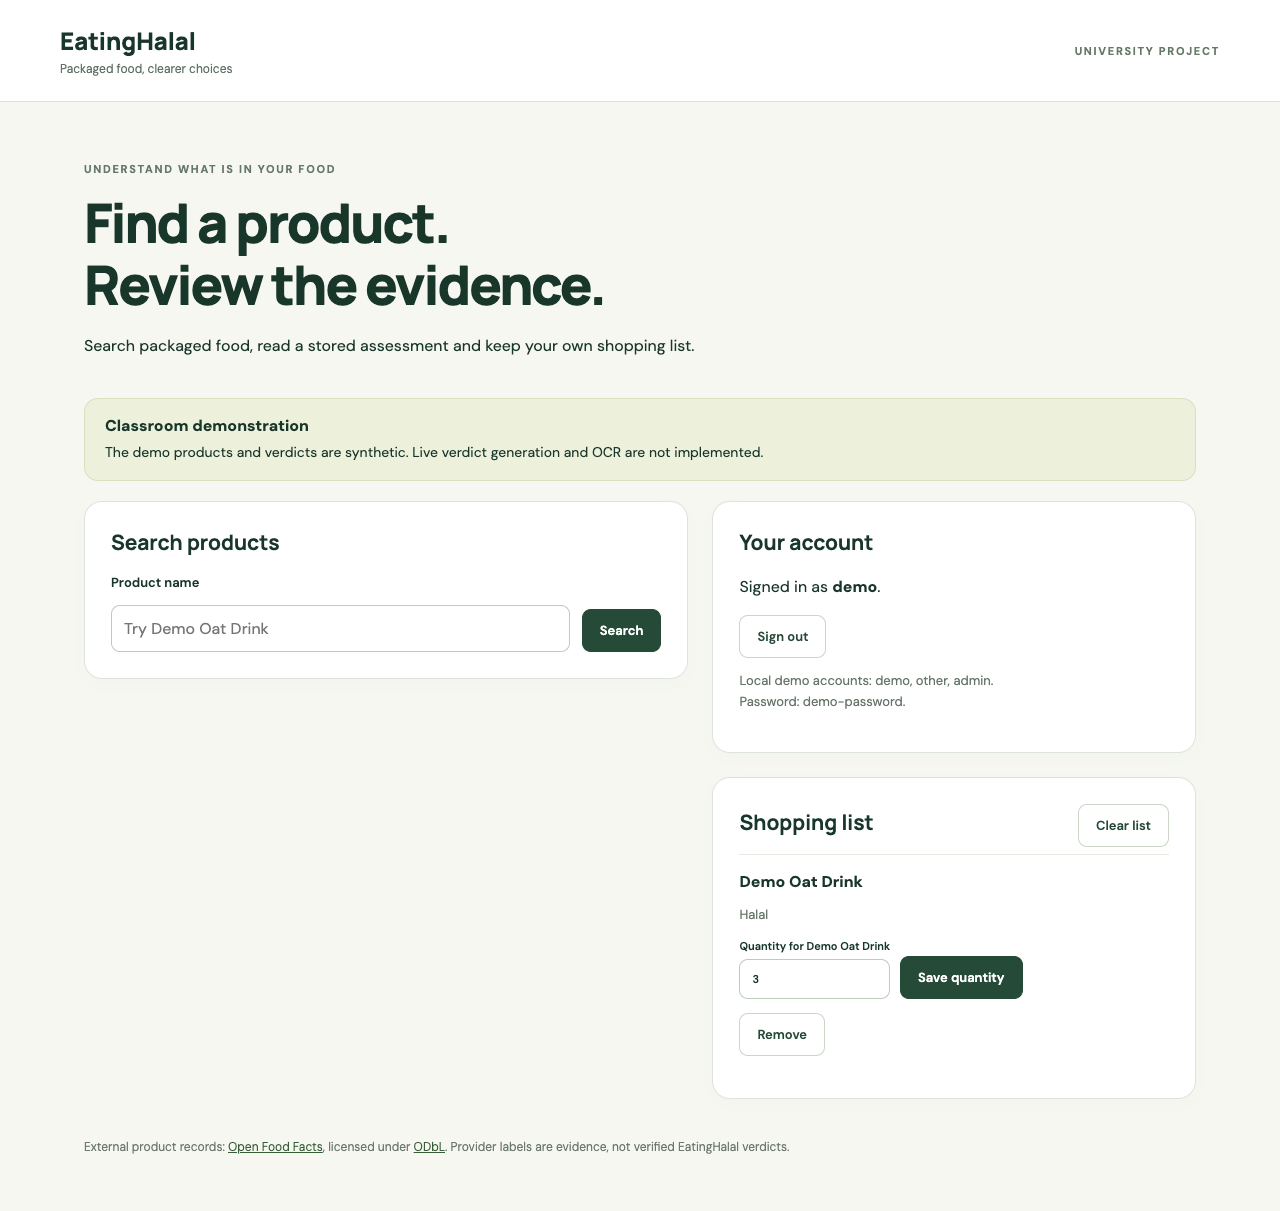 EatingHalal
Packaged food, clearer choices
UNIVERSITY PROJECT
UNDERSTAND WHAT IS IN YOUR FOOD
Find a product.
Review the evidence.
Search packaged food, read a stored assessment and keep your own shopping list.
Classroom demonstration
The demo products and verdicts are synthetic. Live verdict generation and OCR are not implemented.
Search products
Product name
Try Demo Oat Drink
Search
Your account
Signed in as demo.
Sign out
Local demo accounts: demo, other, admin.
Password: demo-password.
Shopping list
Clear list
Demo Oat Drink
Halal
Quantity for Demo Oat Drink
3
Save quantity
Remove
External product records: Open Food Facts, licensed under ODbL. Provider labels are evidence, not verified EatingHalal verdicts.